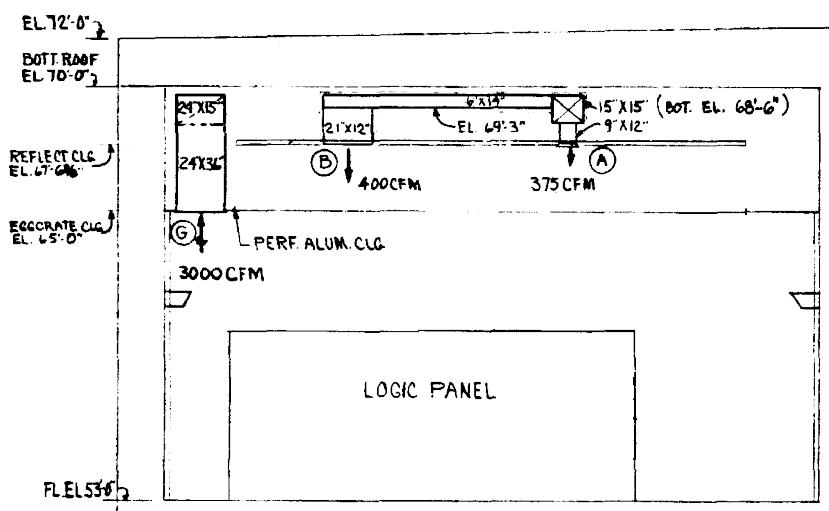 EL. 72'-0"
BOTT. ROOF
EL 70'-0"
24"X15"
6"X14"
15"X15" (BOT. EL. 68'-6")
21"X12"
EL. 69'-3"
9"X12"
REFLECT CLG
24"X36"
B
400 CFM
375 CFM
A
EGGCRATE CLG
EL. 65'-0"
G
PERF. ALUM. CLG
3000 CFM
LOGIC PANEL
FL. EL 53'-0"